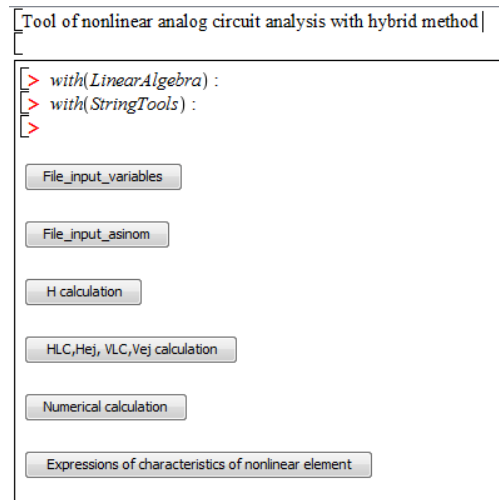 Tool of nonlinear analog circuit analysis with hybrid method
> with(LinearAlgebra) :
> with(StringTools) :
>
File_input_variables
File_input_asinom
H calculation
HLC,Hej, VLC,Vej calculation
Numerical calculation
Expressions of characteristics of nonlinear element